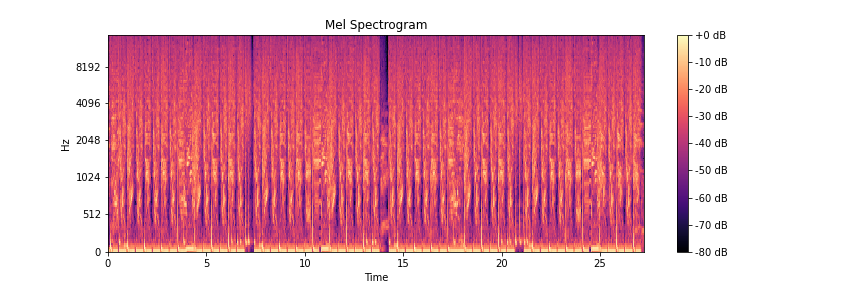 Mel Spectrogram
Hz
8192
4096
2048
1024
512
0
0 5 10 15 20 25
Time
+0 dB
-10 dB
-20 dB
-30 dB
-40 dB
-50 dB
-60 dB
-70 dB
-80 dB